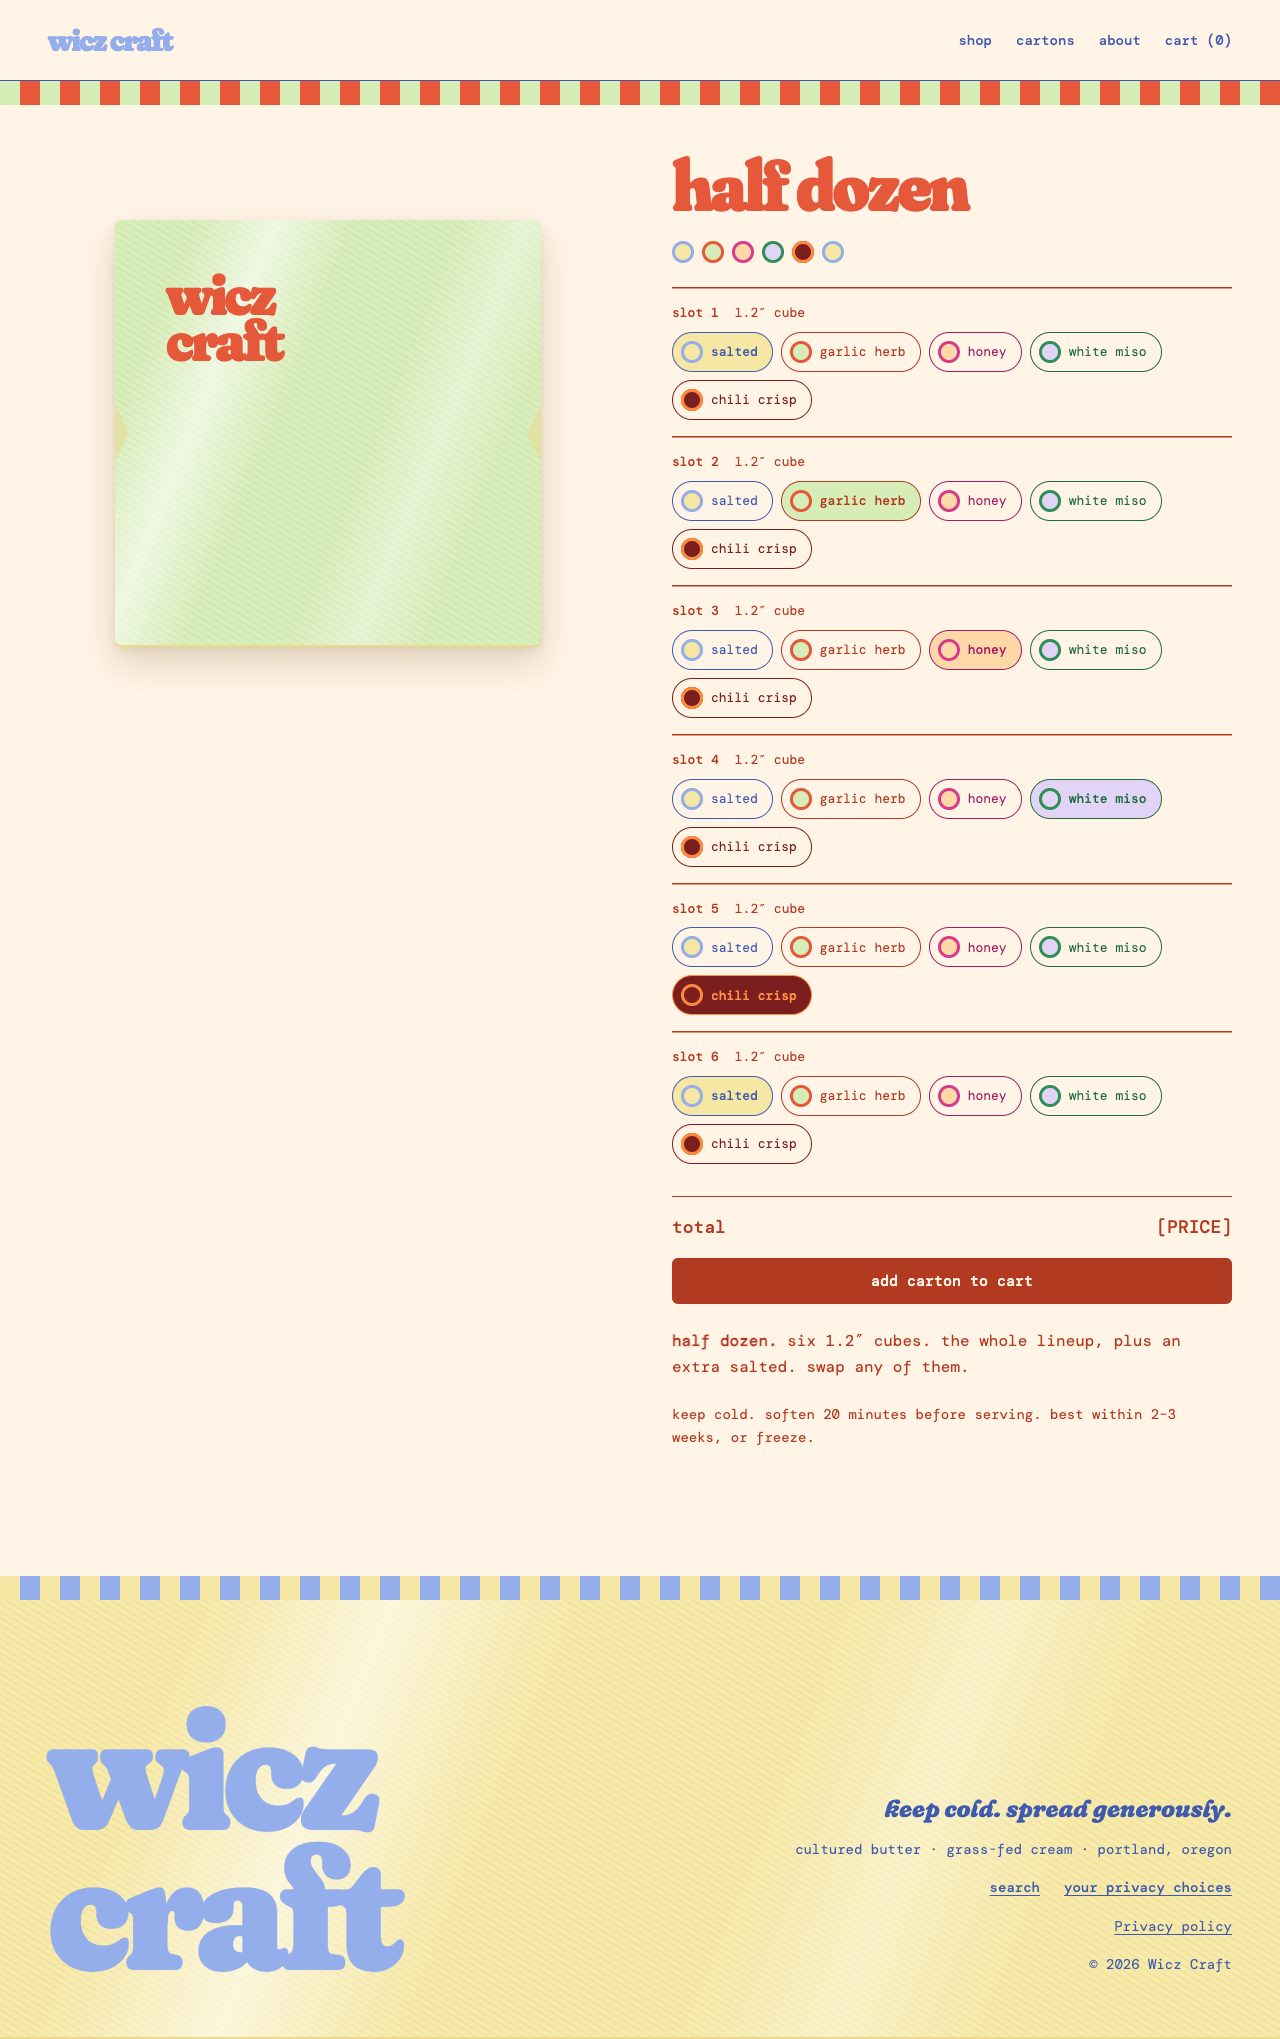 wicz craft
shop cartons about cart (0)
wicz
craft
half dozen
slot 1 1.2″ cube
salted garlic herb honey white miso
chili crisp
slot 2 1.2″ cube
salted garlic herb honey white miso
chili crisp
slot 3 1.2″ cube
salted garlic herb honey white miso
chili crisp
slot 4 1.2″ cube
salted garlic herb honey white miso
chili crisp
slot 5 1.2″ cube
salted garlic herb honey white miso
chili crisp
slot 6 1.2″ cube
salted garlic herb honey white miso
chili crisp
total [PRICE]
add carton to cart
half dozen. six 1.2″ cubes. the whole lineup, plus an
extra salted. swap any of them.
keep cold. soften 20 minutes before serving. best within 2–3
weeks, or freeze.
wicz
craft
keep cold. spread generously.
cultured butter · grass-fed cream · portland, oregon
search your privacy choices
Privacy policy
© 2026 Wicz Craft